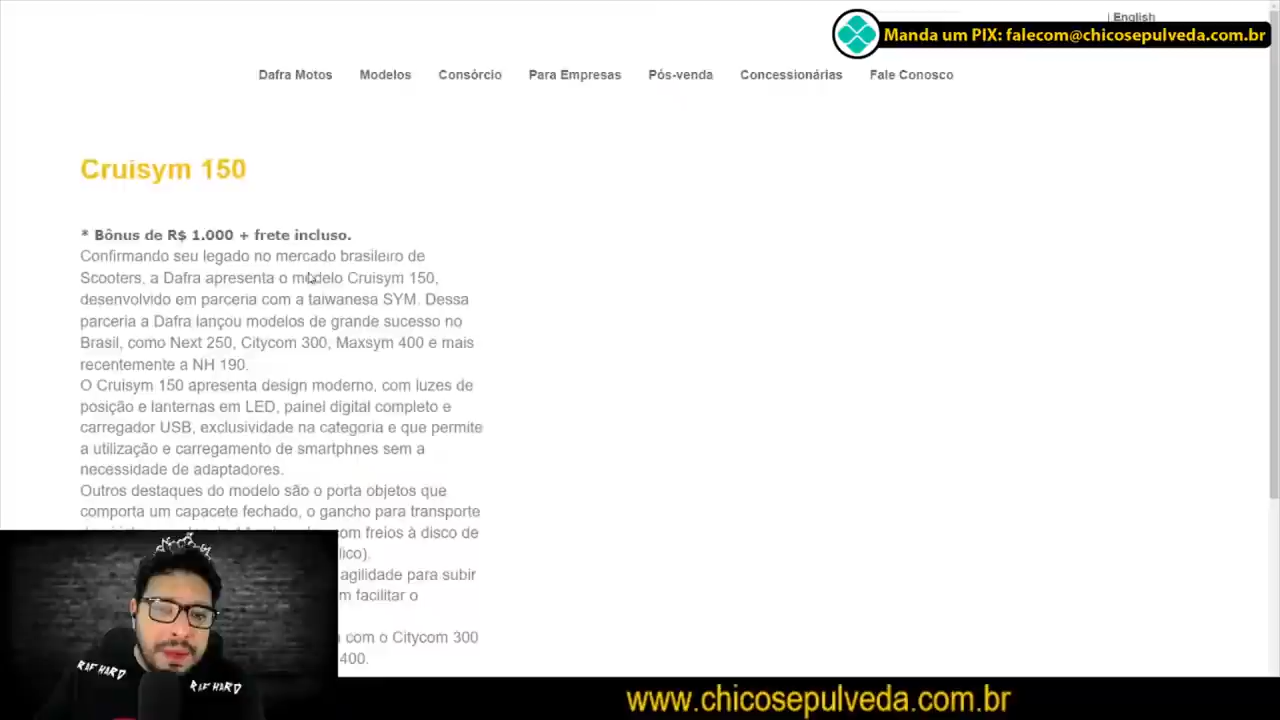 | English
Manda um PIX: falecom@chicosepulveda.com.br
Dafra Motos Modelos Consórcio Para Empresas Pós-venda Concessionárias Fale Conosco
Cruisym 150
* Bônus de R$ 1.000 + frete incluso.
Confirmando seu legado no mercado brasileiro de
Scooters, a Dafra apresenta o modelo Cruisym 150,
desenvolvido em parceria com a taiwanesa SYM. Dessa
parceria a Dafra lançou modelos de grande sucesso no
Brasil, como Next 250, Citycom 300, Maxsym 400 e mais
recentemente a NH 190.
O Cruisym 150 apresenta design moderno, com luzes de
posição e lanternas em LED, painel digital completo e
carregador USB, exclusividade na categoria e que permite
a utilização e carregamento de smartphnes sem a
necessidade de adaptadores.
Outros destaques do modelo são o porta objetos que
comporta um capacete fechado, o gancho para transporte
com freios à disco de
lico).
agilidade para subir
m facilitar o
com o Citycom 300
400.
RAF HARD
RAF HARD
www.chicosepulveda.com.br